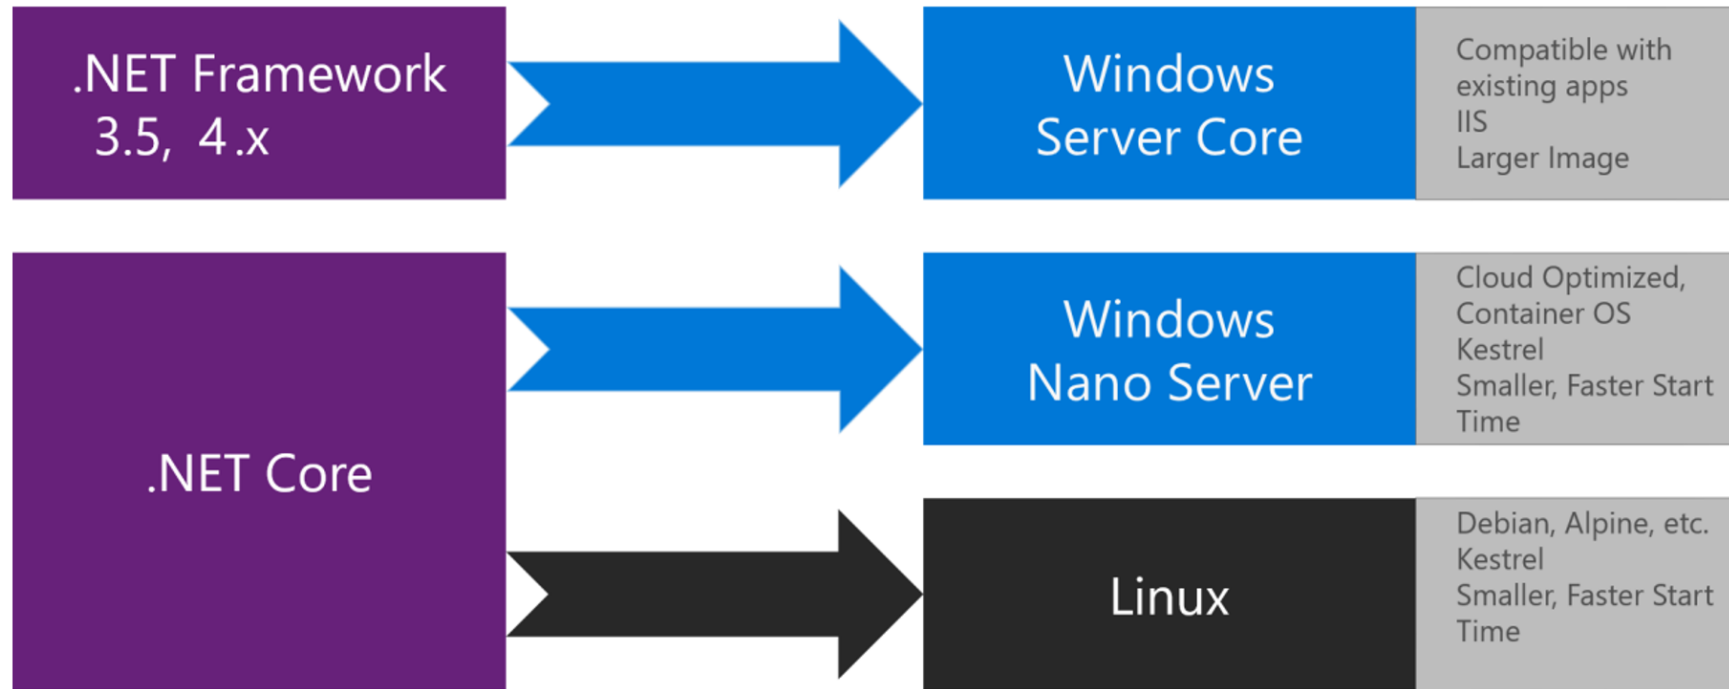 .NET Framework
3.5, 4.x
Windows
Server Core
Compatible with
existing apps
IIS
Larger Image
.NET Core
Windows
Nano Server
Cloud Optimized,
Container OS
Kestrel
Smaller, Faster Start
Time
Linux
Debian, Alpine, etc.
Kestrel
Smaller, Faster Start
Time